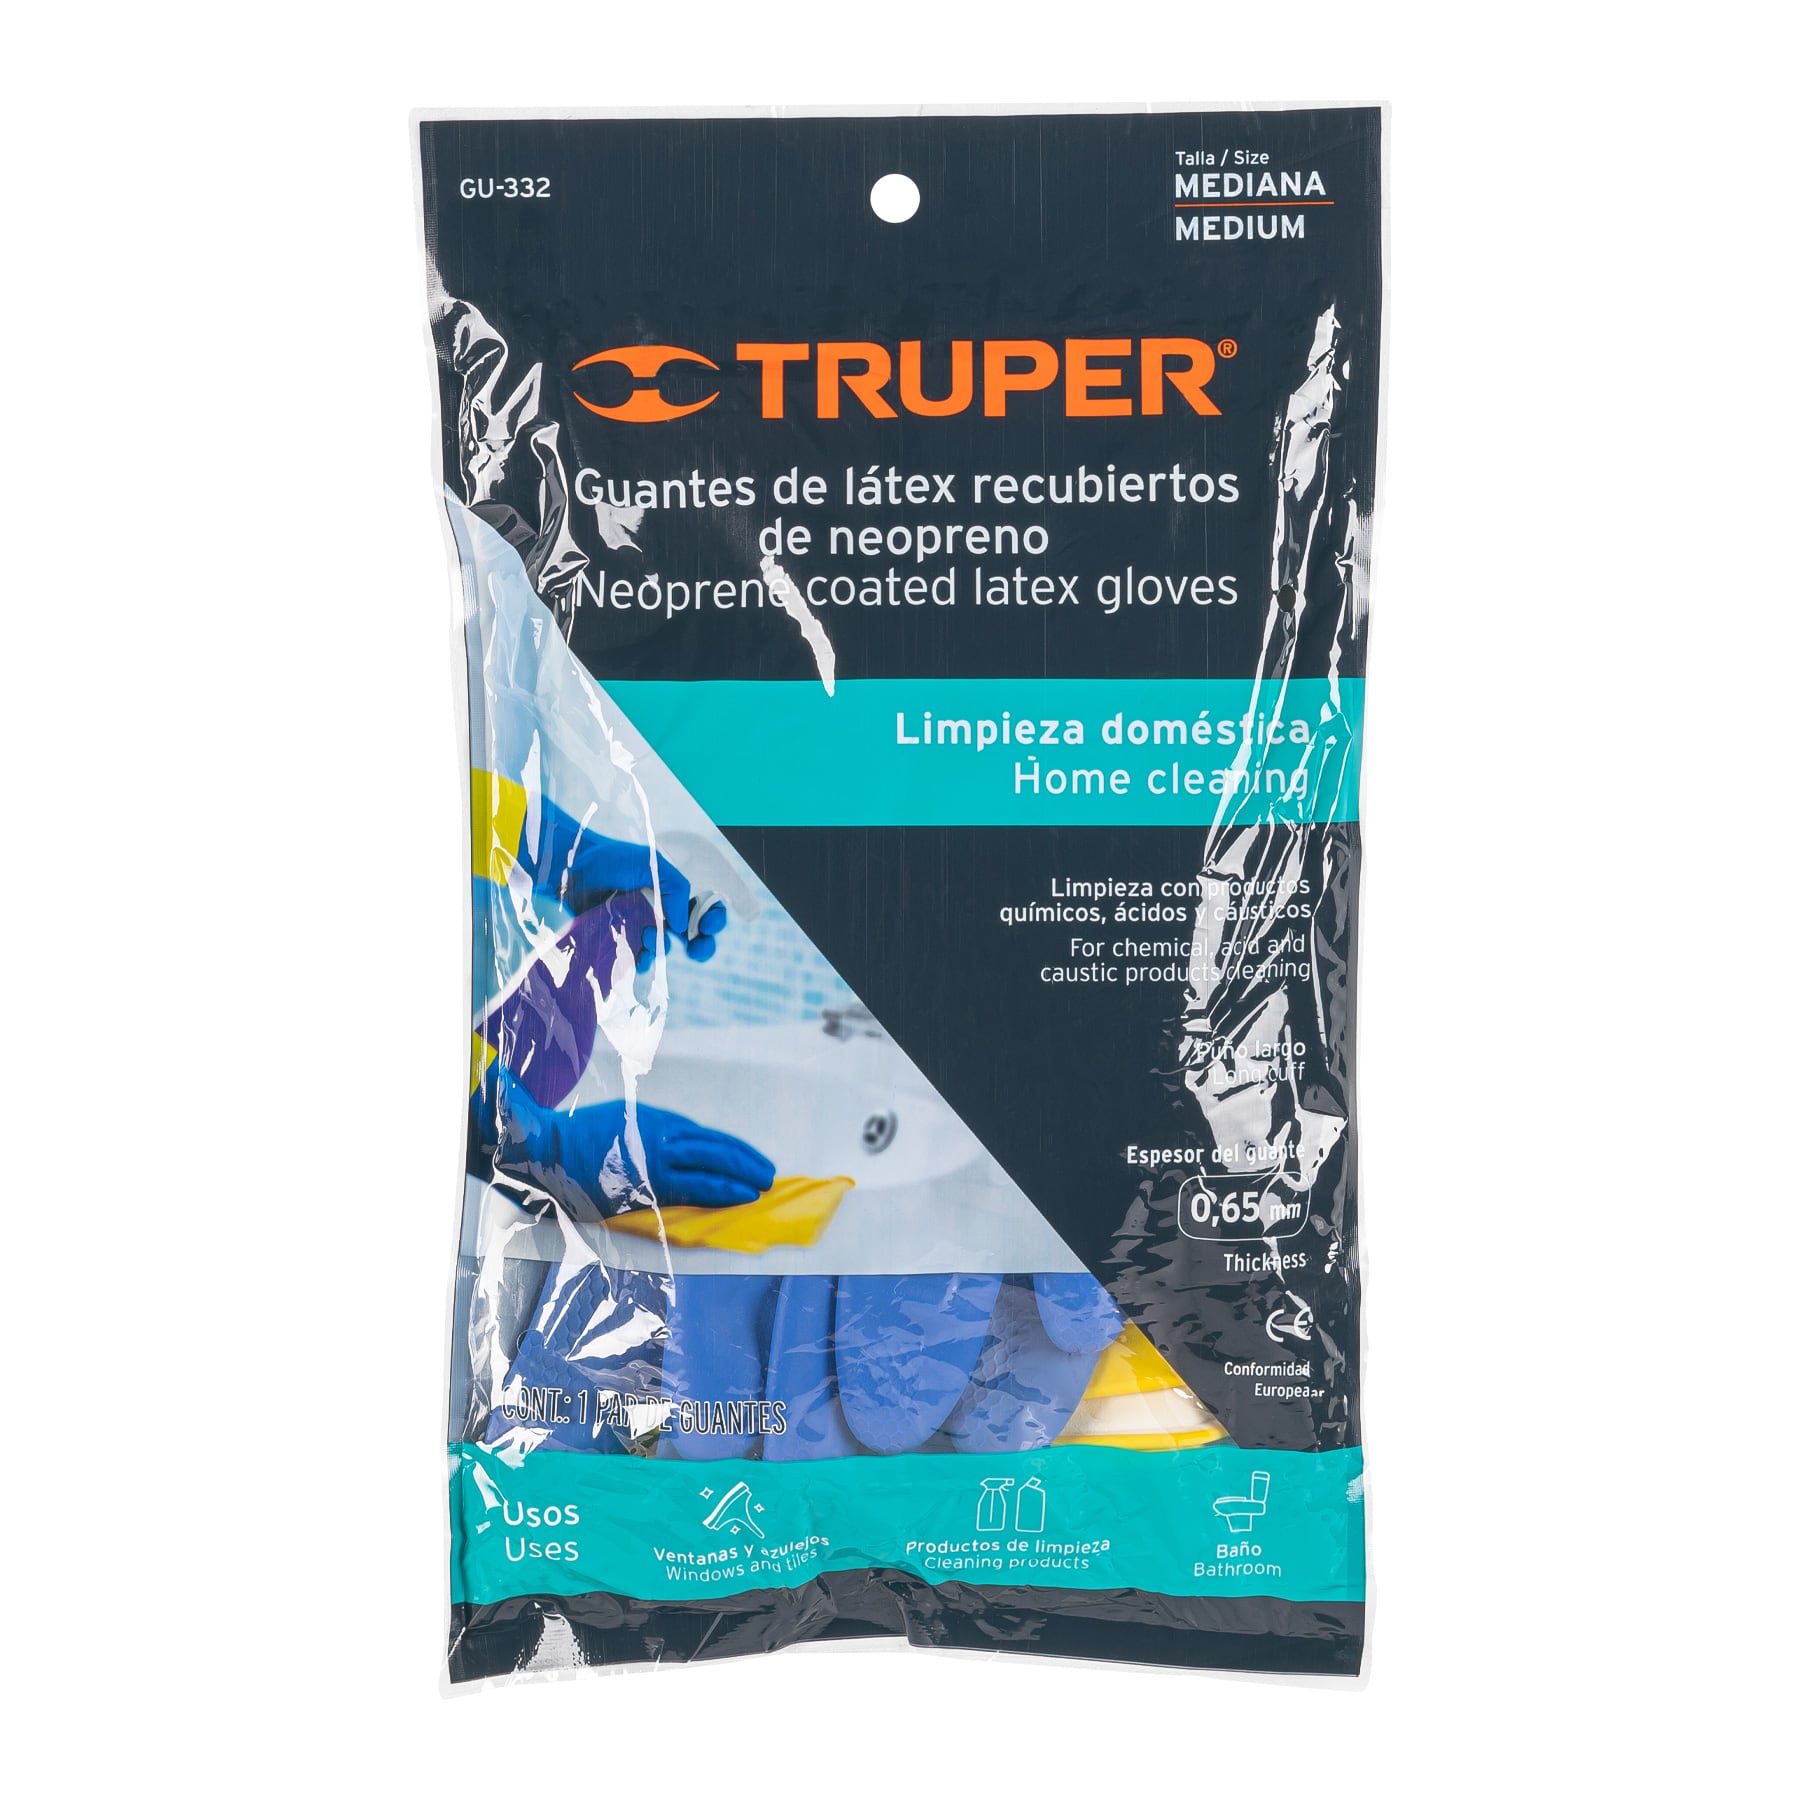 GU-332
Talla / Size
MEDIANA
MEDIUM
TRUPER®
Guantes de látex recubiertos
de neopreno
Neoprene coated latex gloves
Limpieza doméstica
Home cleaning
Limpieza con productos
químicos, ácidos y cáusticos
For chemical, acid and
caustic products cleaning
Puño largo
Long cuff
Espesor del guante
0,65 mm
Thickness
CE
Conformidad
Europea
CONT.: 1 PAR DE GUANTES
Usos
Uses
Ventanas y azulejos
Windows and tiles
Productos de limpieza
Cleaning products
Baño
Bathroom